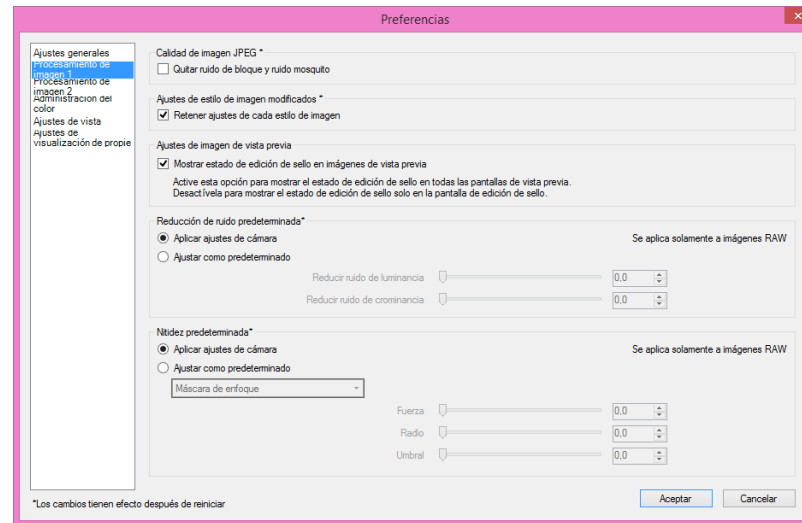 Preferencias
x
Ajustes generales
Procesamiento de
imagen 1
Procesamiento de
imagen 2
Administración del
color
Ajustes de vista
Ajustes de
visualización de propie
Calidad de imagen JPEG *
Quitar ruido de bloque y ruido mosquito
Ajustes de estilo de imagen modificados *
Retener ajustes de cada estilo de imagen
Ajustes de imagen de vista previa
Mostrar estado de edición de sello en imágenes de vista previa
Active esta opción para mostrar el estado de edición de sello en todas las pantallas de vista previa.
Desactívela para mostrar el estado de edición de sello solo en la pantalla de edición de sello.
Reducción de ruido predeterminada*
Aplicar ajustes de cámara Se aplica solamente a imágenes RAW
Ajustar como predeterminado
Reducir ruido de luminancia 0,0
Reducir ruido de crominancia 0,0
Nitidez predeterminada*
Aplicar ajustes de cámara Se aplica solamente a imágenes RAW
Ajustar como predeterminado
Máscara de enfoque
Fuerza 0,0
Radio 0,0
Umbral 0,0
*Los cambios tienen efecto después de reiniciar
Aceptar Cancelar